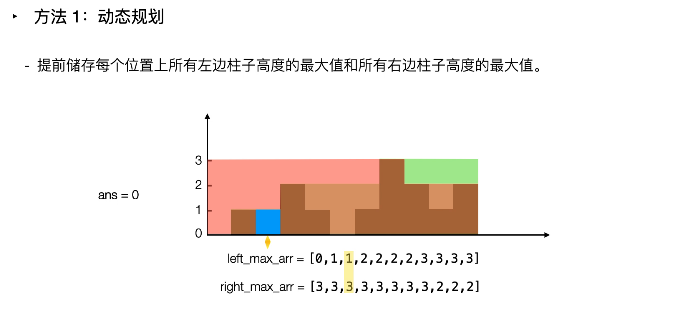 ‣ 方法 1：动态规划
- 提前储存每个位置上所有左边柱子高度的最大值和所有右边柱子高度的最大值。
3
2
ans = 0
1
0
left_max_arr = [0,1,1,2,2,2,2,3,3,3,3]
right_max_arr = [3,3,3,3,3,3,3,3,2,2,2]